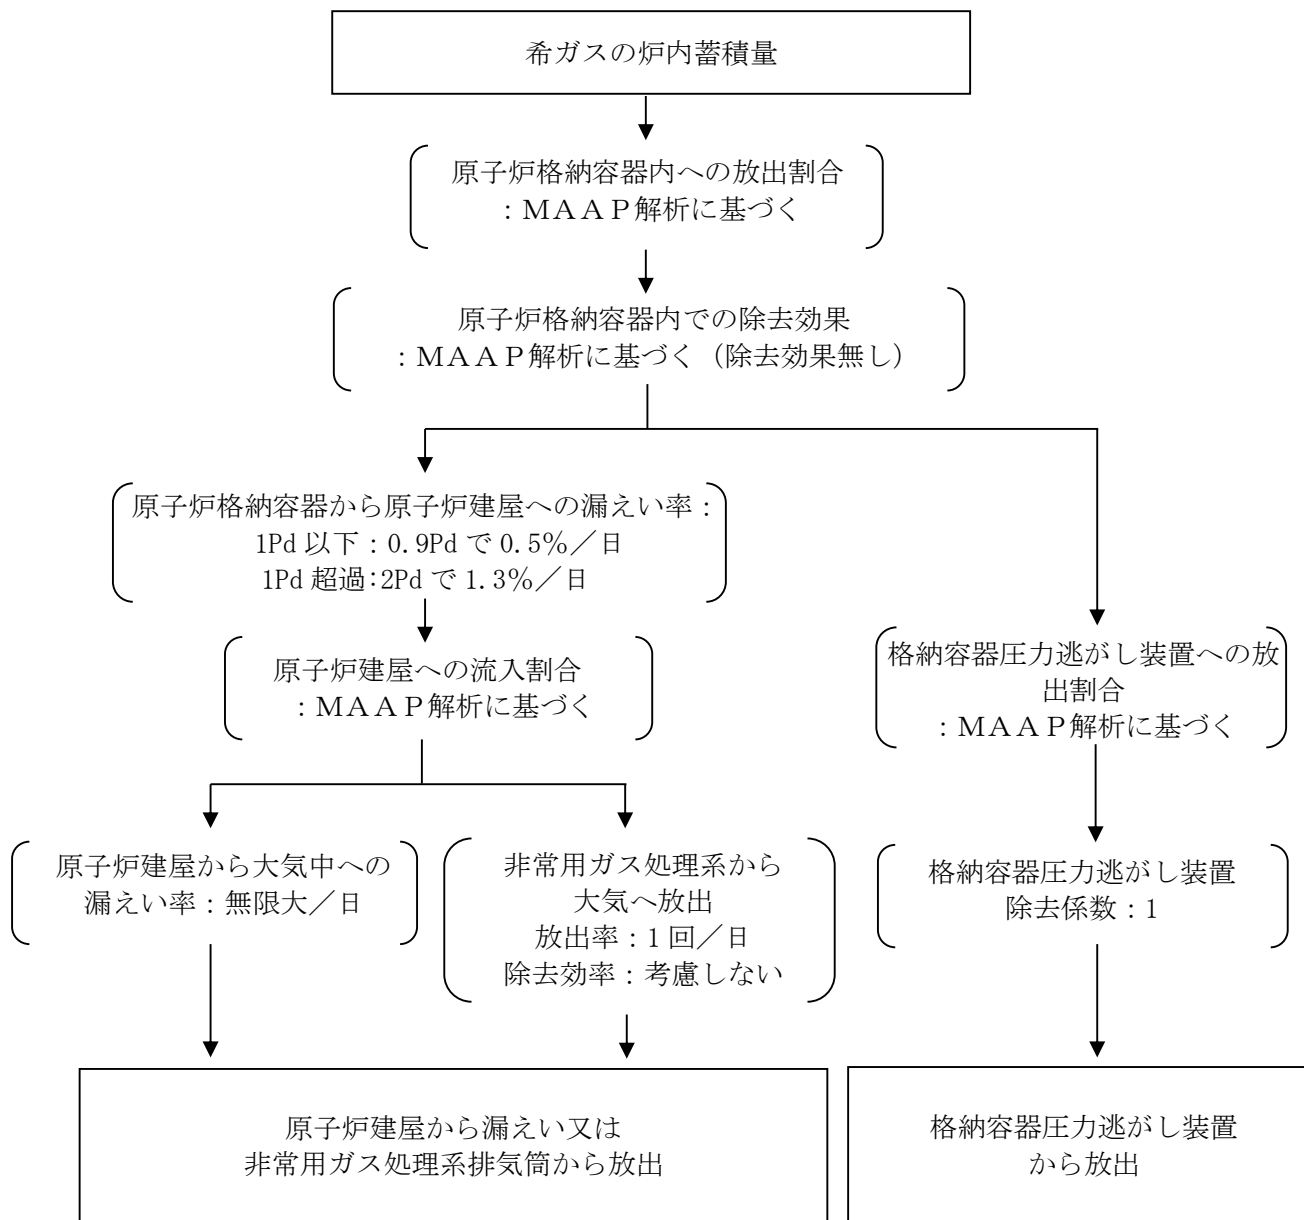 希ガスの炉内蓄積量
原子炉格納容器内への放出割合
：ＭＡＡＰ解析に基づく
原子炉格納容器内での除去効果
：ＭＡＡＰ解析に基づく（除去効果無し）
原子炉格納容器から原子炉建屋への漏えい率：
1Pd 以下：0.9Pd で 0.5％／日
1Pd 超過：2Pd で 1.3％／日
原子炉建屋への流入割合
：ＭＡＡＰ解析に基づく
格納容器圧力逃がし装置への放
出割合
：ＭＡＡＰ解析に基づく
原子炉建屋から大気中への
漏えい率：無限大／日
非常用ガス処理系から
大気へ放出
放出率：1 回／日
除去効率：考慮しない
格納容器圧力逃がし装置
除去係数：1
原子炉建屋から漏えい又は
非常用ガス処理系排気筒から放出
格納容器圧力逃がし装置
から放出